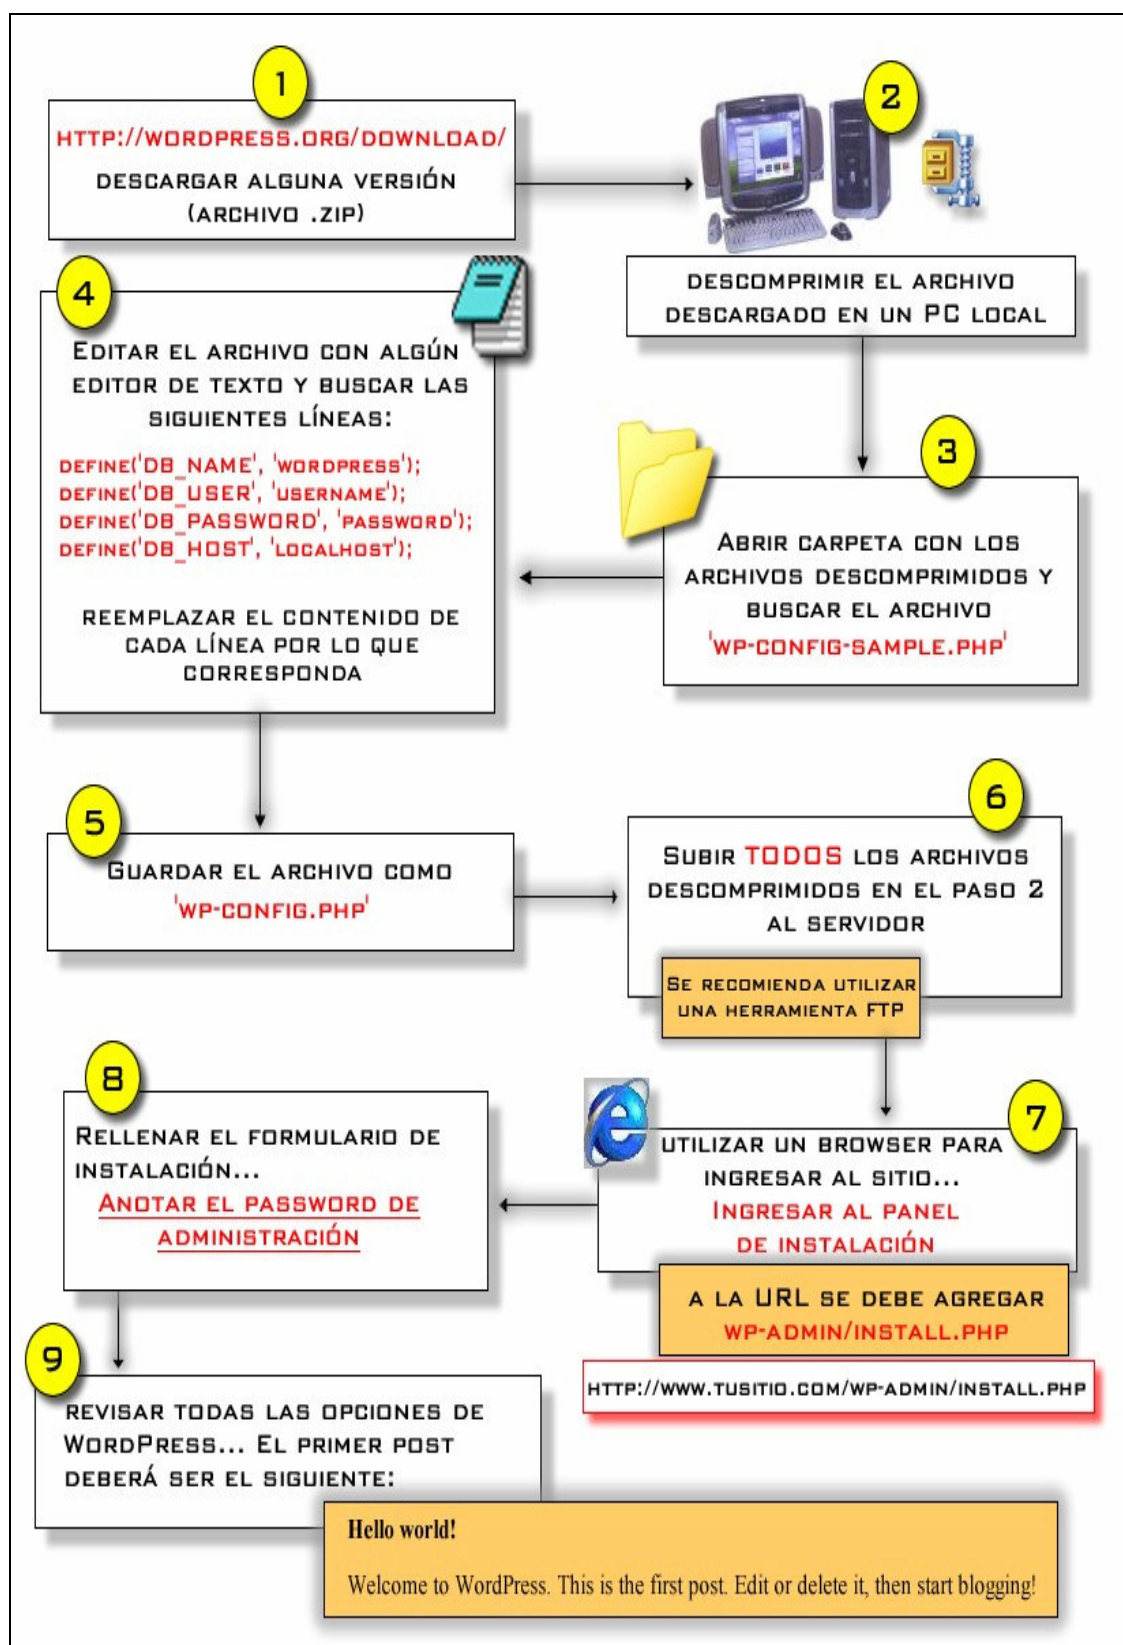 1
HTTP://WORDPRESS.ORG/DOWNLOAD/
DESCARGAR ALGUNA VERSIÓN
(ARCHIVO .ZIP)
2
DESCOMPRIMIR EL ARCHIVO
DESCARGADO EN UN PC LOCAL
3
ABRIR CARPETA CON LOS
ARCHIVOS DESCOMPRIMIDOS Y
BUSCAR EL ARCHIVO
'WP-CONFIG-SAMPLE.PHP'
4
EDITAR EL ARCHIVO CON ALGÚN
EDITOR DE TEXTO Y BUSCAR LAS
SIGUIENTES LÍNEAS:
DEFINE('DB_NAME', 'WORDPRESS');
DEFINE('DB_USER', 'USERNAME');
DEFINE('DB_PASSWORD', 'PASSWORD');
DEFINE('DB_HOST', 'LOCALHOST');
REEMPLAZAR EL CONTENIDO DE
CADA LÍNEA POR LO QUE
CORRESPONDA
5
GUARDAR EL ARCHIVO COMO
'WP-CONFIG.PHP'
6
SUBIR TODOS LOS ARCHIVOS
DESCOMPRIMIDOS EN EL PASO 2
AL SERVIDOR
SE RECOMIENDA UTILIZAR
UNA HERRAMIENTA FTP
7
UTILIZAR UN BROWSER PARA
INGRESAR AL SITIO...
INGRESAR AL PANEL
DE INSTALACIÓN
A LA URL SE DEBE AGREGAR
WP-ADMIN/INSTALL.PHP
HTTP://WWW.TUSITIO.COM/WP-ADMIN/INSTALL.PHP
8
RELLENAR EL FORMULARIO DE
INSTALACIÓN...
ANOTAR EL PASSWORD DE
ADMINISTRACIÓN
9
REVISAR TODAS LAS OPCIONES DE
WORDPRESS... EL PRIMER POST
DEBERÁ SER EL SIGUIENTE:
Hello world!
Welcome to WordPress. This is the first post. Edit or delete it, then start blogging!